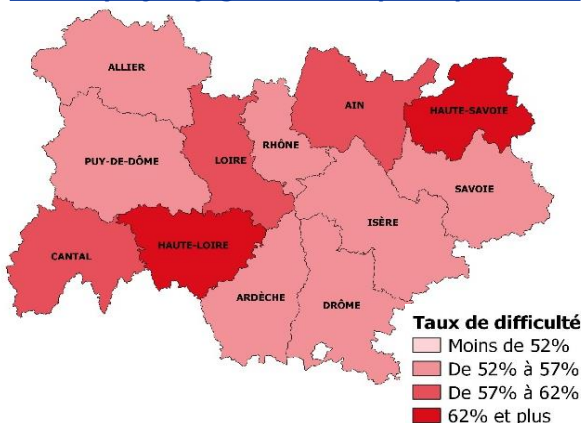 ALLIER
AIN
HAUTE-SAVOIE
RHÔNE
LOIRE
PUY-DE-DÔME
SAVOIE
ISÈRE
HAUTE-LOIRE
CANTAL
ARDÈCHE
DRÔME
Taux de difficulté
Moins de 52%
De 52% à 57%
De 57% à 62%
62% et plus